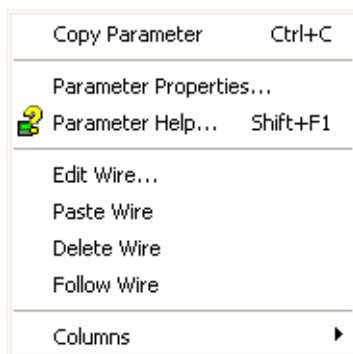 Copy Parameter Ctrl+C
Parameter Properties...
Parameter Help... Shift+F1
Edit Wire...
Paste Wire
Delete Wire
Follow Wire
Columns